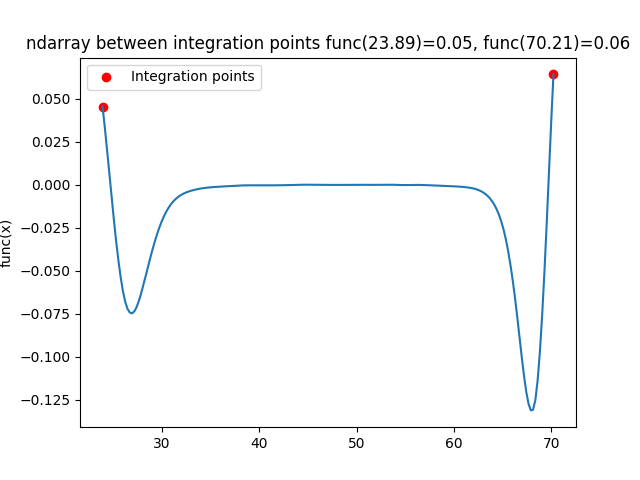 ndarray between integration points func(23.89)=0.05, func(70.21)=0.06
Integration points
0.050
0.025
0.000
−0.025
−0.050
−0.075
−0.100
−0.125
func(x)
30 40 50 60 70